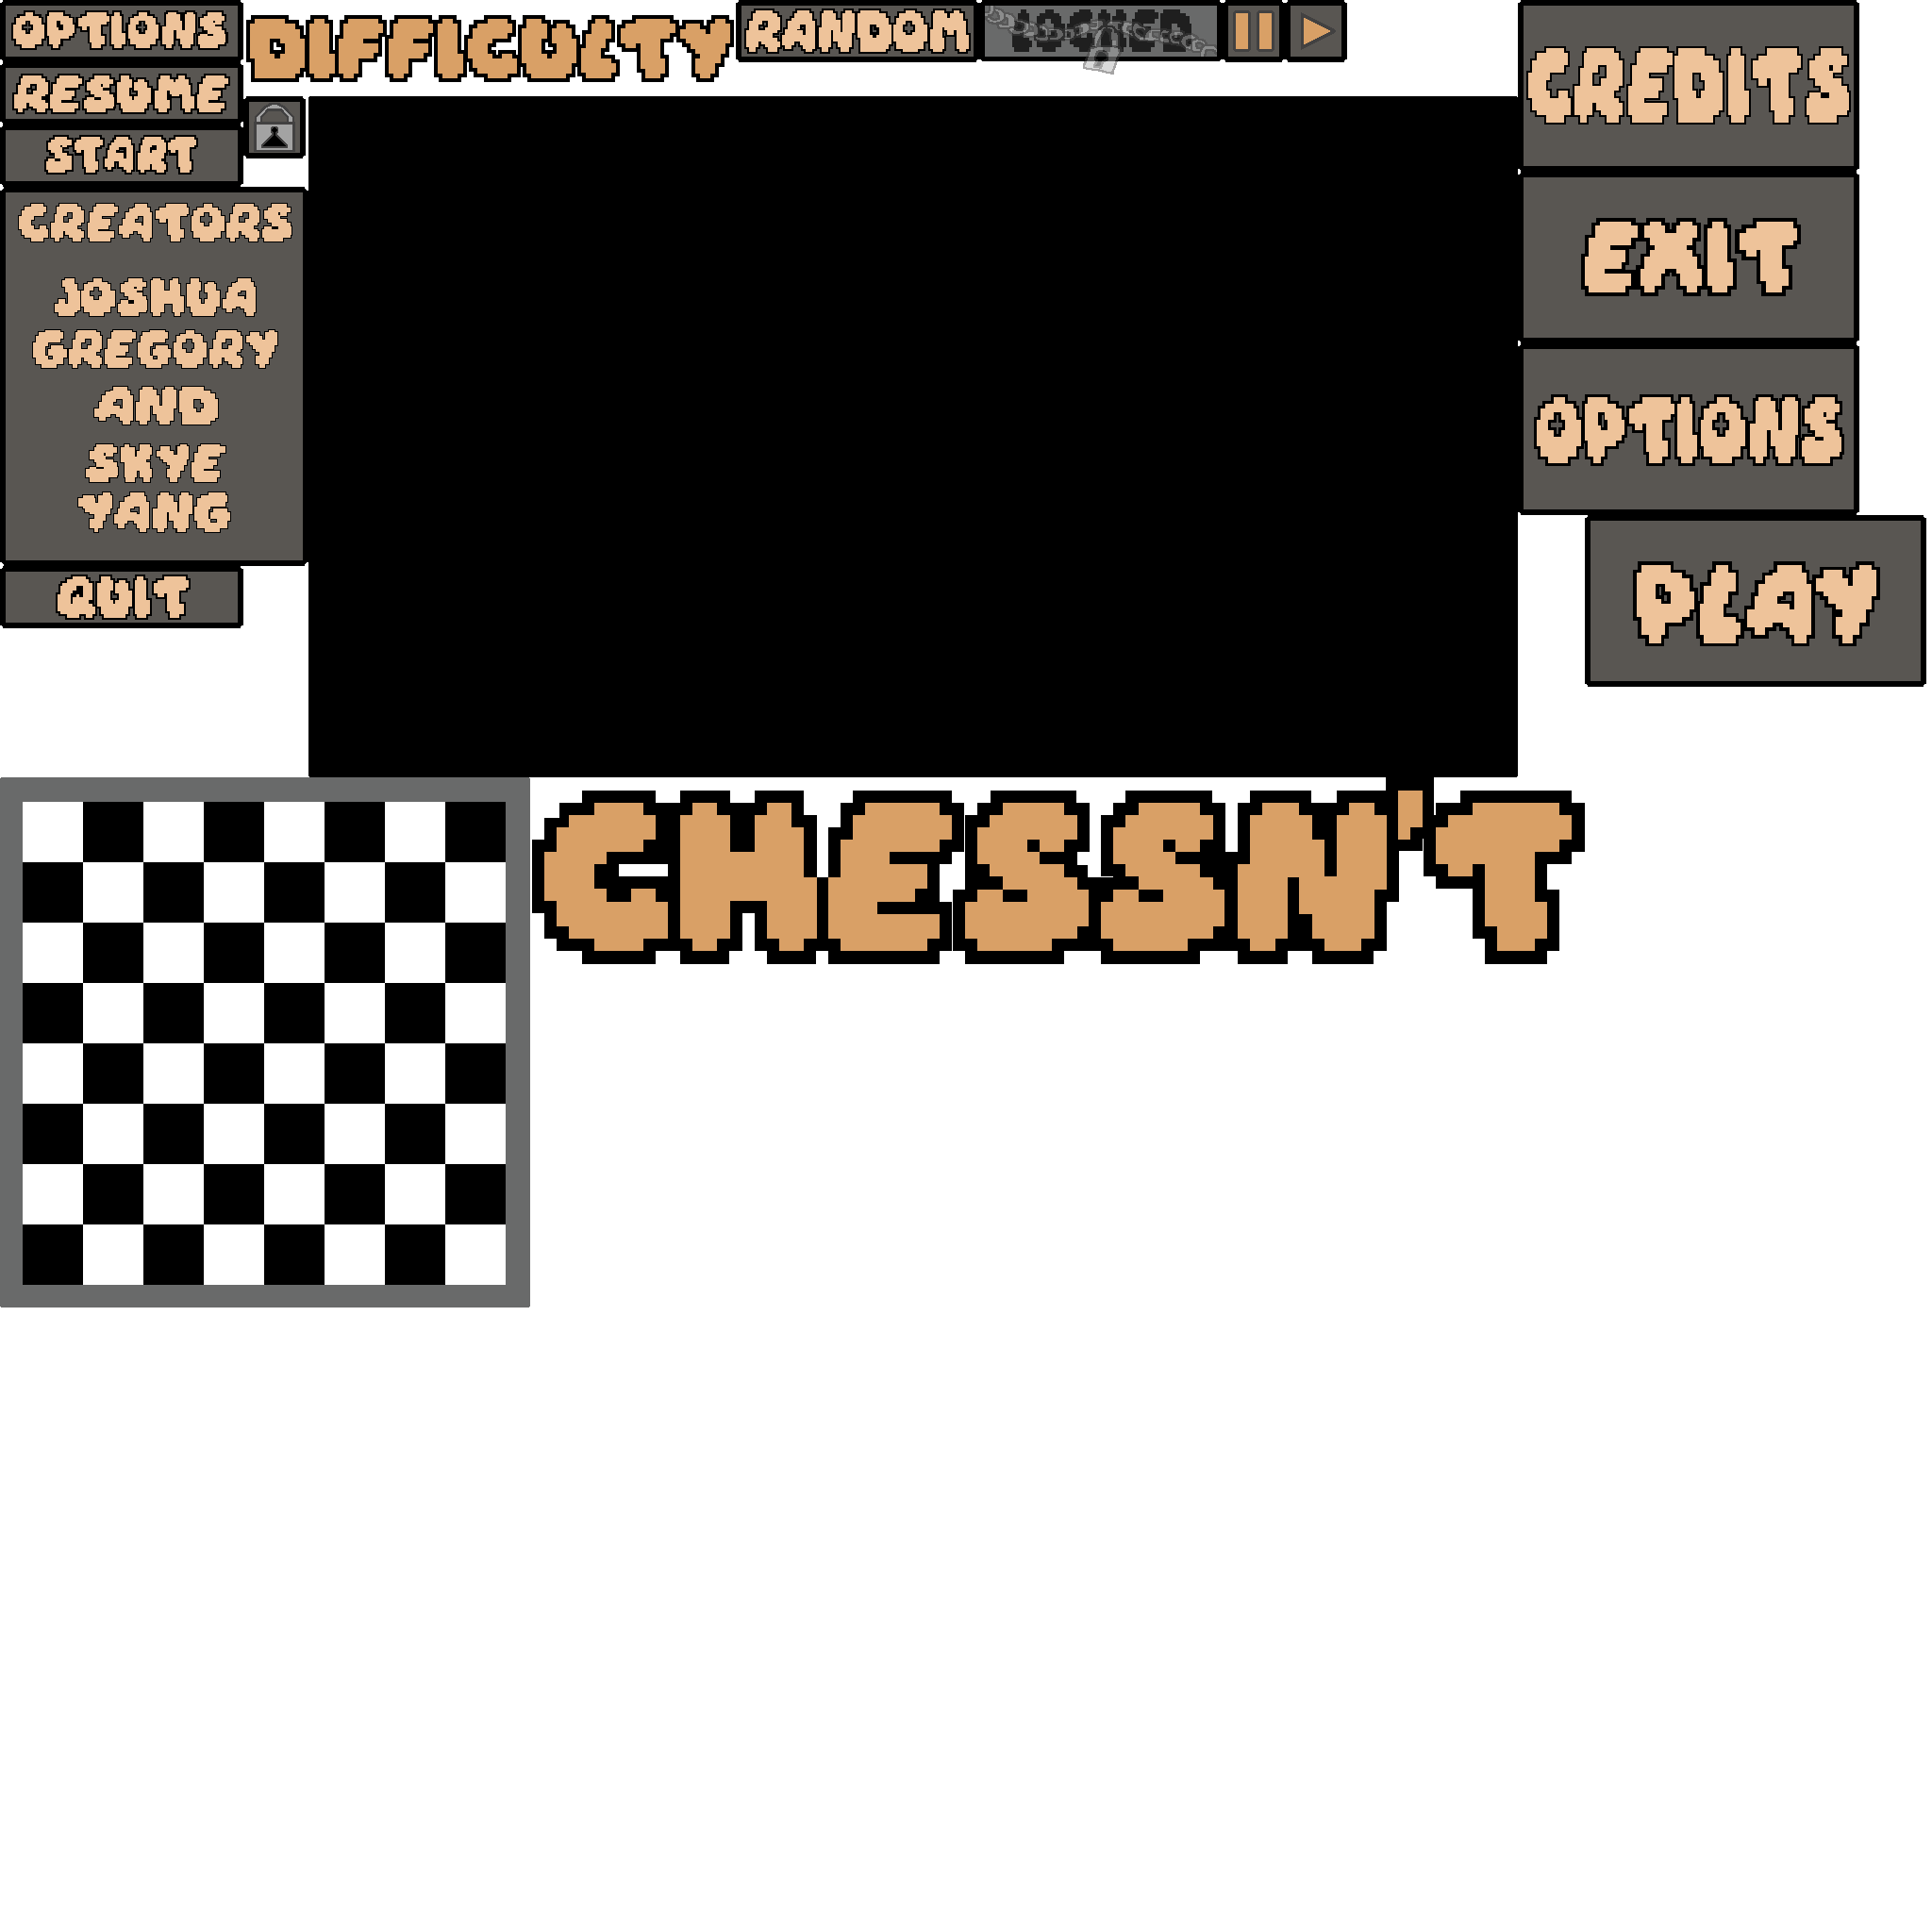 OPTIONS
DIFFICULTY
RANDOM
RESUME
START
CREATORS
JOSHUA
GREGORY
AND
SKYE
YANG
QUIT
CREDITS
EXIT
OPTIONS
PLAY
CHESSN'T